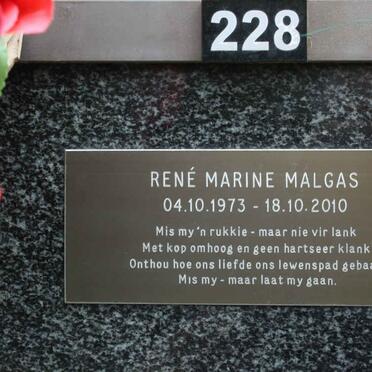 228
RENÉ MARINE MALGAS
04.10.1973 - 18.10.2010
Mis my 'n rukkie - maar nie vir lank
Met kop omhoog en geen hartseer klank
Onthou hoe ons liefde ons lewenspad gebaa
Mis my - maar laat my gaan.